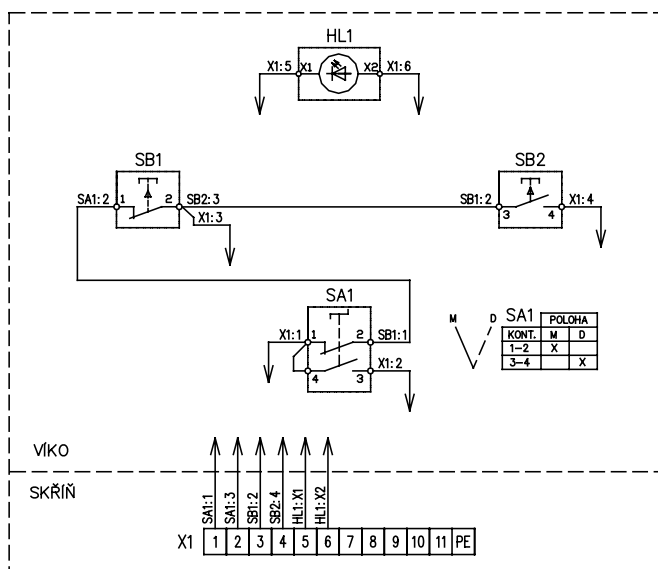 HL1
X1:5 X1 X2 X1:6
SB1
SB2
SA1:2 1 2 SB2:3
X1:3
SB1:2 3 4 X1:4
SA1
X1:1 1 2 SB1:1
4 3 X1:2
M D SA1 POLOHA
KONT. M D
1-2 X
3-4 X
VÍKO
SKŘÍŇ
SA1:1
SA1:3
SB1:2
SB2:4
HL1:X1
HL1:X2
X1 1 2 3 4 5 6 7 8 9 10 11 PE